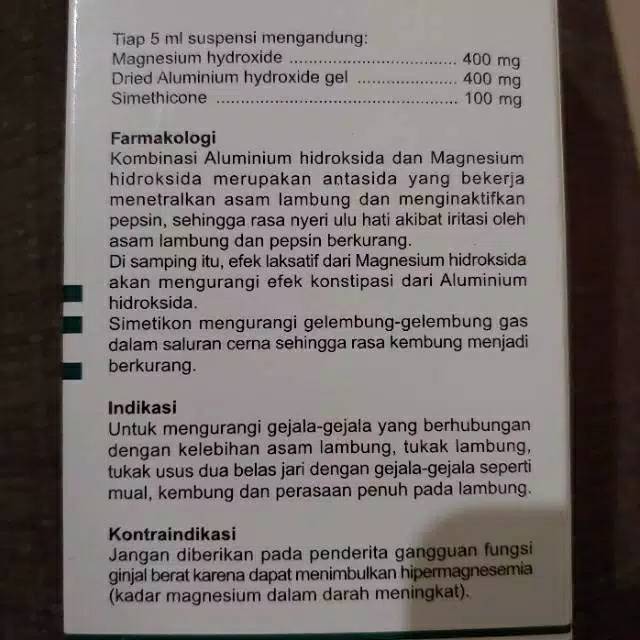 Tiap 5 ml suspensi mengandung:
Magnesium hydroxide .................................. 400 mg
Dried Aluminium hydroxide gel .................... 400 mg
Simethicone ................................................. 100 mg
Farmakologi
Kombinasi Aluminium hidroksida dan Magnesium
hidroksida merupakan antasida yang bekerja
menetralkan asam lambung dan menginaktifkan
pepsin, sehingga rasa nyeri ulu hati akibat iritasi oleh
asam lambung dan pepsin berkurang.
Di samping itu, efek laksatif dari Magnesium hidroksida
akan mengurangi efek konstipasi dari Aluminium
hidroksida.
Simetikon mengurangi gelembung-gelembung gas
dalam saluran cerna sehingga rasa kembung menjadi
berkurang.
Indikasi
Untuk mengurangi gejala-gejala yang berhubungan
dengan kelebihan asam lambung, tukak lambung,
tukak usus dua belas jari dengan gejala-gejala seperti
mual, kembung dan perasaan penuh pada lambung.
Kontraindikasi
Jangan diberikan pada penderita gangguan fungsi
ginjal berat karena dapat menimbulkan hipermagnesemia
(kadar magnesium dalam darah meningkat).